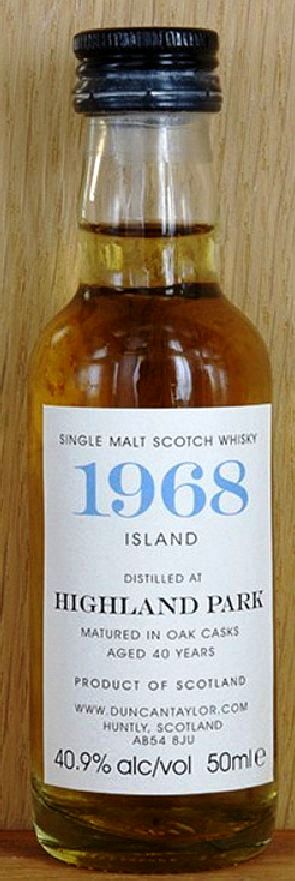 SINGLE MALT SCOTCH WHISKY
1968
ISLAND
DISTILLED AT
HIGHLAND PARK
MATURED IN OAK CASKS
AGED 40 YEARS
PRODUCT OF SCOTLAND
WWW.DUNCANTAYLOR.COM
HUNTLY, SCOTLAND
AB54 8JU
40.9% alc/vol 50ml e